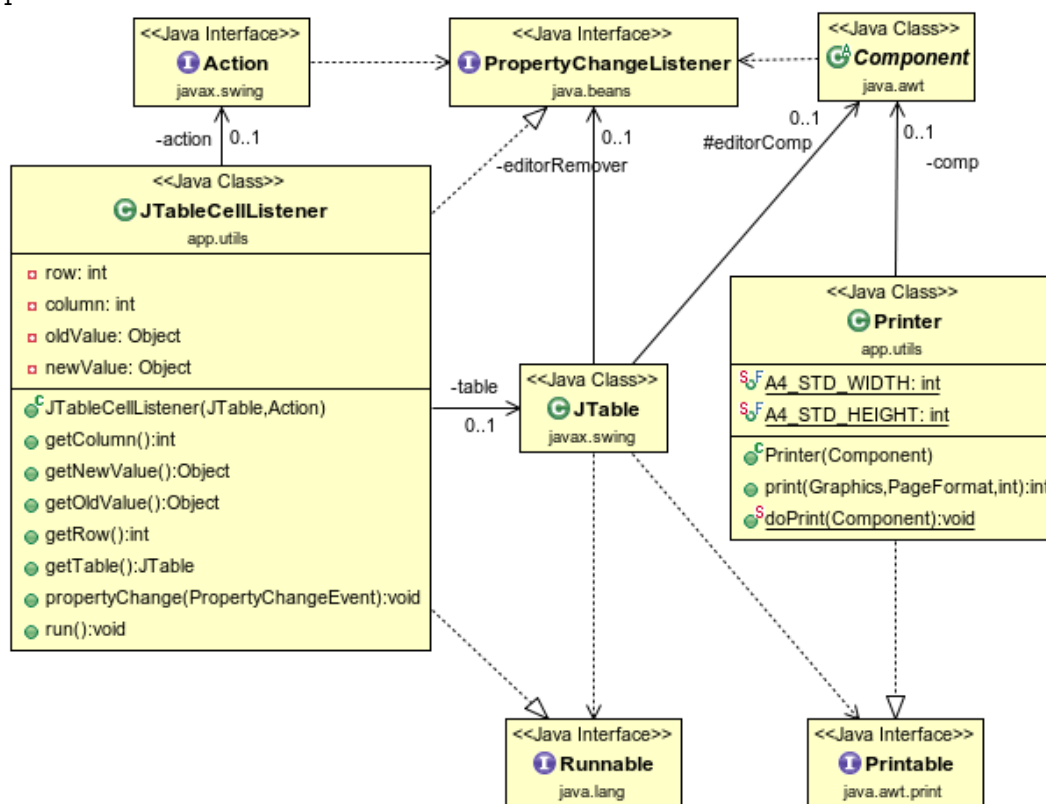 <<Java Interface>>
Action
javax.swing
<<Java Interface>>
PropertyChangeListener
java.beans
<<Java Class>>
Component
java.awt
-action
0..1
0..1
-editorRemover
0..1
#editorComp
0..1
-comp
<<Java Class>>
JTableCellListener
app.utils
row: int
column: int
oldValue: Object
newValue: Object
JTableCellListener(JTable,Action)
getColumn():int
getNewValue():Object
getOldValue():Object
getRow():int
getTable():JTable
propertyChange(PropertyChangeEvent):void
run():void
-table
0..1
<<Java Class>>
JTable
javax.swing
<<Java Class>>
Printer
app.utils
A4_STD_WIDTH: int
A4_STD_HEIGHT: int
Printer(Component)
print(Graphics,PageFormat,int):int
doPrint(Component):void
<<Java Interface>>
Runnable
java.lang
<<Java Interface>>
Printable
java.awt.print